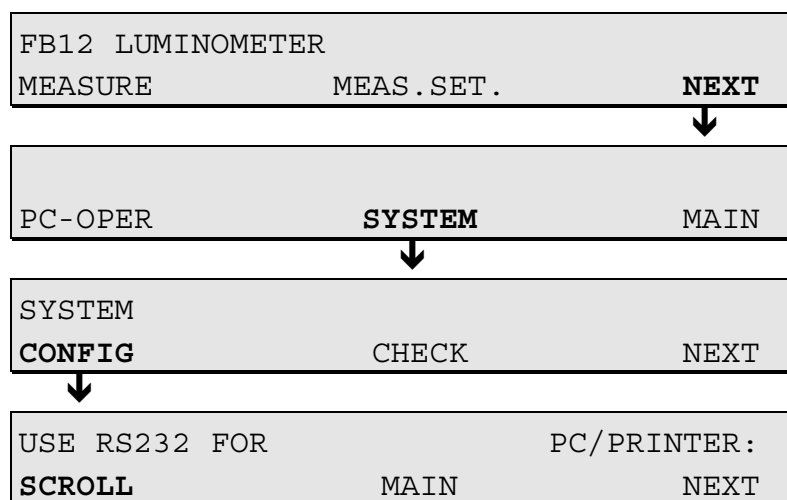 FB12 LUMINOMETER
MEASURE MEAS.SET. NEXT
PC-OPER SYSTEM MAIN
SYSTEM
CONFIG CHECK NEXT
USE RS232 FOR PC/PRINTER:
SCROLL MAIN NEXT